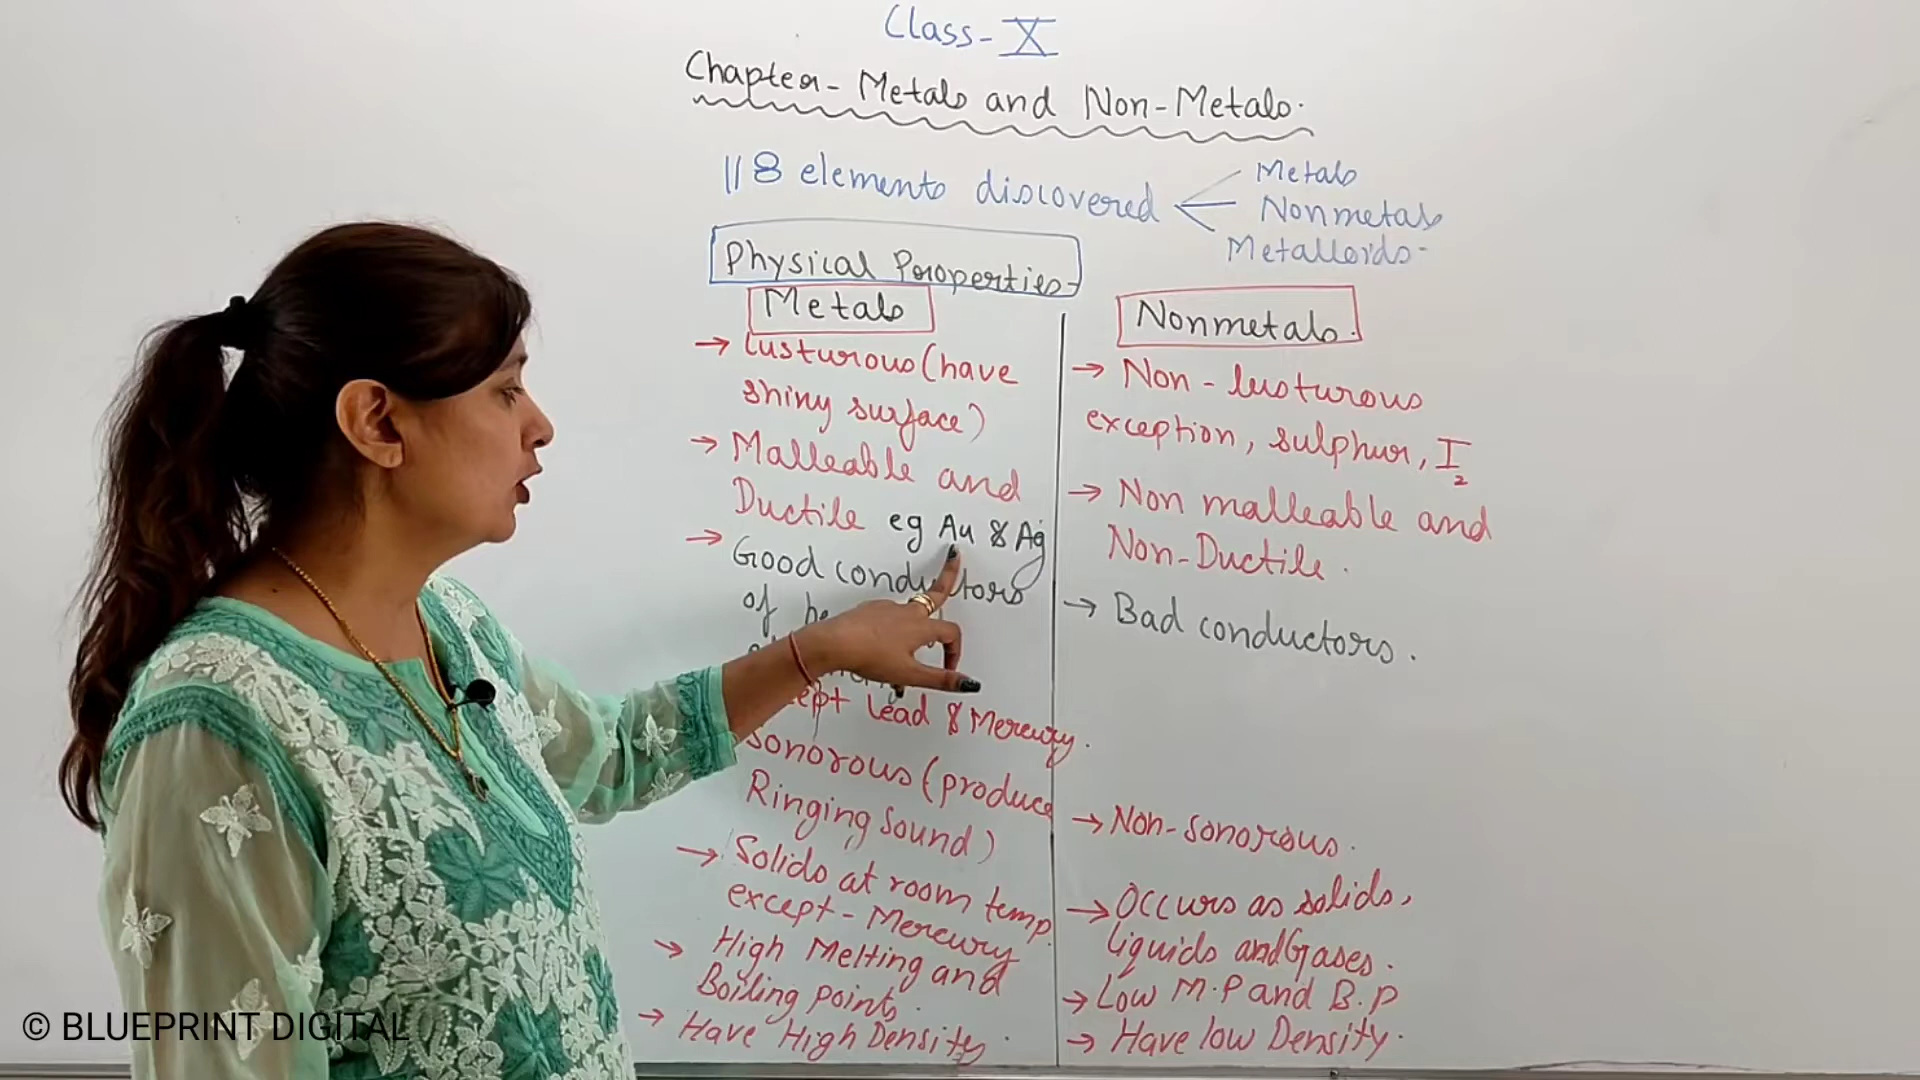 Class-X
Chapter- Metals and Non-Metals.
118 elements discovered
Metals
Nonmetals
Metalloids-
Physical Properties-
Metals
→ Lusturous (have
shiny surface)
→ Malleable and
Ductile eg Au & Ag
→ Good conductors
of
Lead & Mercury.
Sonorous (produce
Ringing Sound)
→ Solids at room temp.
except - Mercury
→ High Melting and
Boiling points.
→ Have High Density.
Nonmetals.
→ Non-lusturous
exception, sulphur, I₂
→ Non malleable and
Non-Ductile.
→ Bad conductors.
→ Non-sonorous.
→ Occurs as solids,
liquids and Gases.
→ Low M.P and B.P
→ Have low Density.
© BLUEPRINT DIGITAL